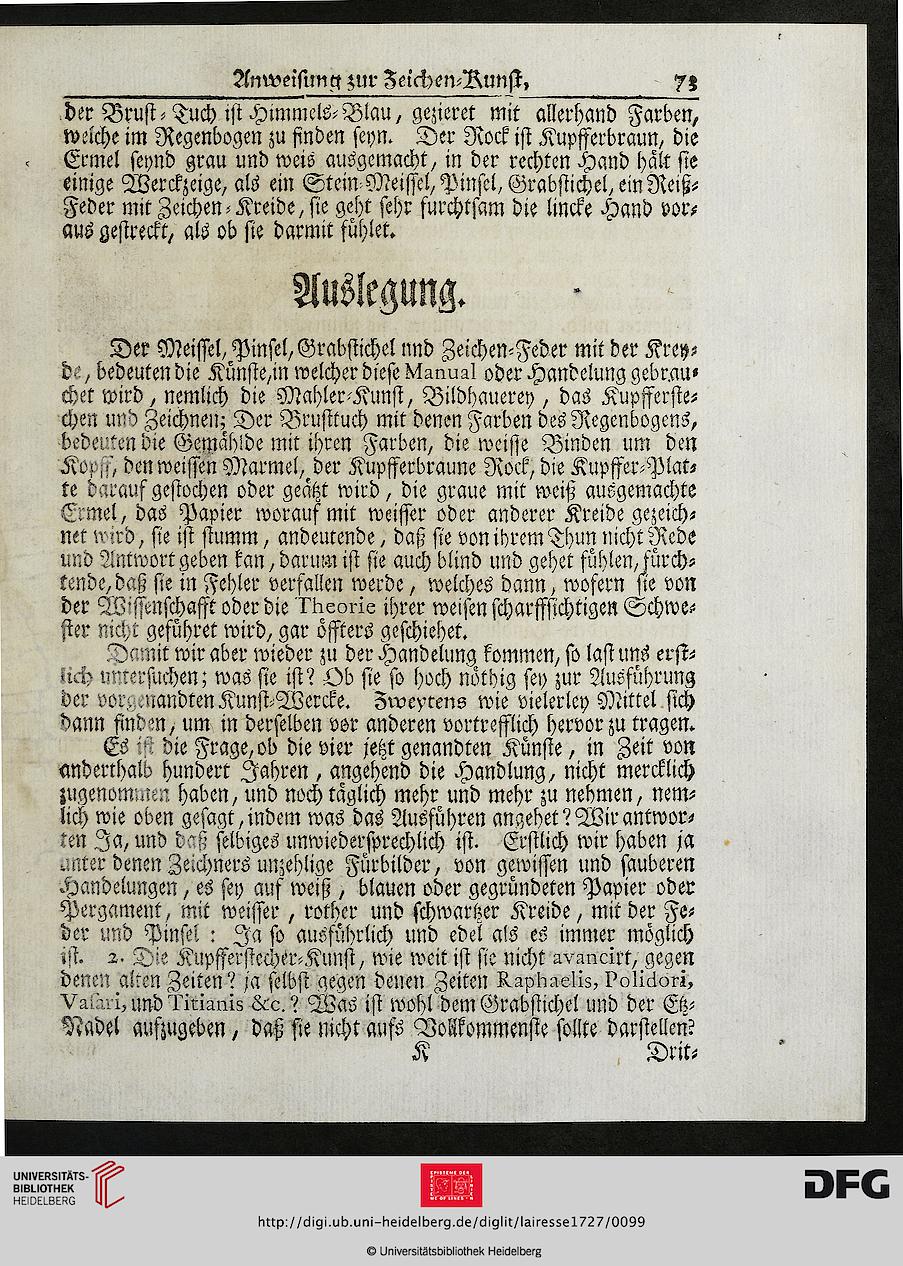 Anweisung zur Zeichen-Kunst, 73
der Brust-Tuch ist Himmels-Blau, gezieret mit allerhand Farben,
welche im Regenbogen zu finden seyn. Der Rock ist Kupfferbraun, die
Ermel seynd grau und weis ausgemacht, in der rechten Hand hält sie
einige Werckzeige, als ein Stein-Meissel, Pinsel, Grabstichel, ein Reiß-
Feder mit Zeichen-Kreide, sie geht sehr furchtsam die lincke Hand vor-
aus gestreckt, als ob sie darmit fühlet.
Auslegung.
Der Meissel, Pinsel, Grabstichel und Zeichen-Feder mit der Krey-
de, bedeuten die Künste, in welcher diese Manual oder Handelung gebrau-
chet wird, nemlich die Mahler-Kunst, Bildhauerey, das Kupfferste-
chen und Zeichnen; Der Brusttuch mit denen Farben des Regenbogens,
bedeuten die Gemählde mit ihren Farben, die weisse Binden um den
Kopff, den weissen Marmel, der Kupfferbraune Rock, die Kupffer-Plat-
te darauf gestochen oder geätzt wird, die graue mit weiß ausgemachte
Ermel, das Papier worauf mit weisser oder anderer Kreide gezeich-
net wird, sie ist stumm, andeutende, daß sie von ihrem Thun nicht Rede
und Antwort geben kan, darum ist sie auch blind und gehet fühlen, fürch-
tende, daß sie in Fehler verfallen werde, welches dann, wofern sie von
der Wissenschafft oder die Theorie ihrer weisen scharffsichtigen Schwe-
ster nicht geführet wird, gar öffters geschiehet.
Damit wir aber wieder zu der Handelung kommen, so last uns erst-
lich untersuchen; was sie ist? Ob sie so hoch nöthig sey zur Ausführung
der vorgenandten Kunst-Wercke. Zweytens wie vielerley Mittel sich
dann finden, um in derselben vor anderen vortrefflich hervor zu tragen.
Es ist die Frage, ob die vier jetzt genandten Künste, in Zeit von
anderthalb hundert Jahren, angehend die Handlung, nicht mercklich
zugenommen haben, und noch täglich mehr und mehr zu nehmen, nem-
lich wie oben gesagt, indem was das Ausführen angehet? Wir antwor-
ten Ja, und daß selbiges unwiedersprechlich ist. Erstlich wir haben ja
unter denen Zeichners unzehlige Fürbilder, von gewissen und sauberen
Handelungen, es sey auf weiß, blauen oder gegründeten Papier oder
Pergament, mit weisser, rother und schwartzer Kreide, mit der Fe-
der und Pinsel: Ja so ausführlich und edel als es immer möglich
ist. 2. Die Kupfferstecher-Kunst, wie weit ist sie nicht avancirt, gegen
denen alten Zeiten? ja selbst gegen denen Zeiten Raphaelis, Polidori,
Vasari, und Titianis &c.? Was ist wohl dem Grabstichel und der Etz-
Nadel aufzugeben, daß sie nicht aufs Vollkommenste sollte darstellen?
K Drit-
UNIVERSITÄTS-
BIBLIOTHEK
HEIDELBERG
DFG
http://digi.ub.uni-heidelberg.de/diglit/lairesse1727/0099
© Universitätsbibliothek Heidelberg